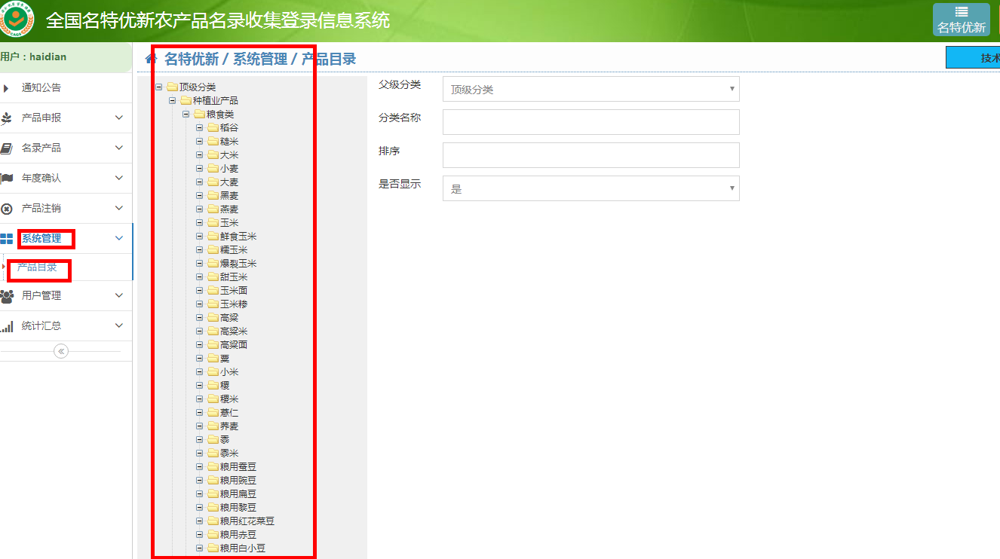 全国名特优新农产品名录收集登录信息系统
名特优新
用户：haidian
通知公告
产品申报
名录产品
年度确认
产品注销
系统管理
产品目录
用户管理
统计汇总
名特优新 / 系统管理 / 产品目录
技术
顶级分类
种植业产品
粮食类
稻谷
糙米
大米
小麦
大麦
黑麦
燕麦
玉米
鲜食玉米
糯玉米
爆裂玉米
甜玉米
玉米面
玉米糁
高粱
高粱米
高粱面
粟
小米
稷
稷米
薏仁
荞麦
黍
黍米
粮用蚕豆
粮用豌豆
粮用扁豆
粮用黎豆
粮用红花菜豆
粮用赤豆
粮用白小豆
父级分类
顶级分类
分类名称
排序
是否显示
是